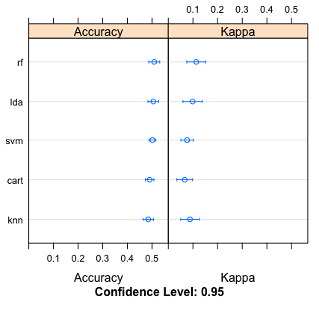 0.1 0.2 0.3 0.4 0.5
Accuracy Kappa
rf
lda
svm
cart
knn
0.1 0.2 0.3 0.4 0.5
Accuracy Kappa
Confidence Level: 0.95